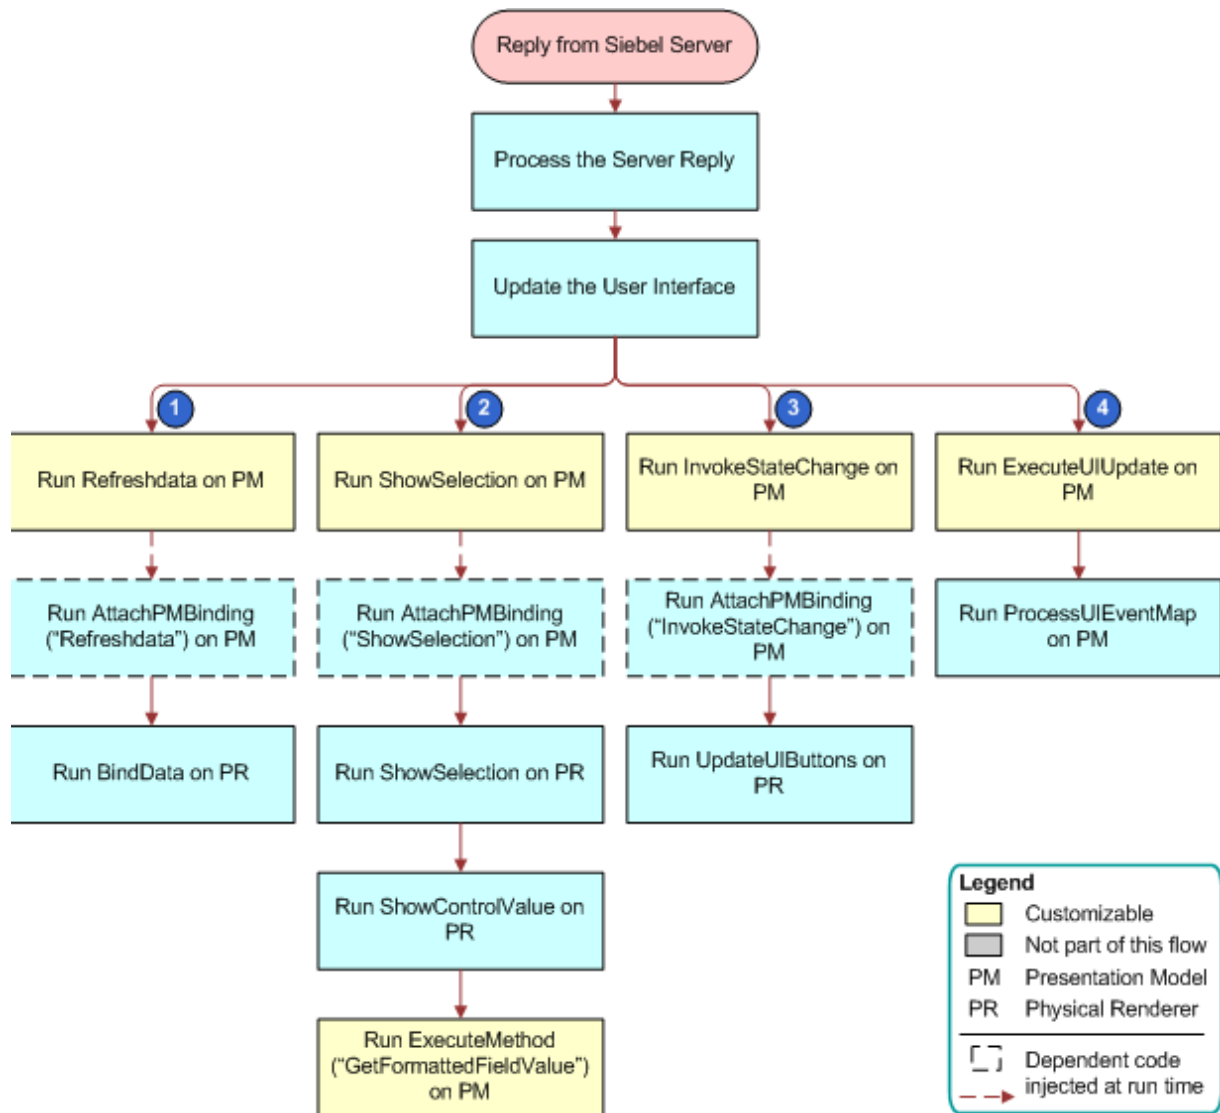 Reply from Siebel Server
Process the Server Reply
Update the User Interface
1
2
3
4
Run Refreshdata on PM
Run ShowSelection on PM
Run InvokeStateChange on
PM
Run ExecuteUIUpdate on
PM
Run AttachPMBinding
("Refreshdata") on PM
Run AttachPMBinding
("ShowSelection") on PM
Run AttachPMBinding
("InvokeStateChange") on
PM
Run ProcessUIEventMap
on PM
Run BindData on PR
Run ShowSelection on PR
Run UpdateUIButtons on
PR
Run ShowControlValue on
PR
Run ExecuteMethod
("GetFormattedFieldValue")
on PM
Legend
Customizable
Not part of this flow
PM Presentation Model
PR Physical Renderer
Dependent code
injected at run time